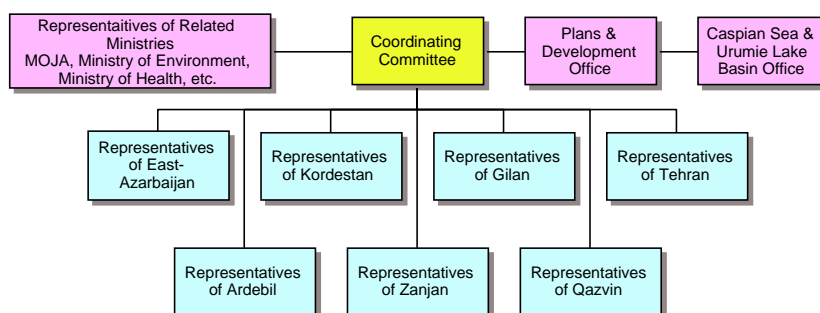 Representaitives of Related
Ministries
MOJA, Ministry of Environment,
Ministry of Health, etc.
Coordinating
Committee
Plans &
Development
Office
Caspian Sea &
Urumie Lake
Basin Office
Representatives
of East-
Azarbaijan
Representatives
of Kordestan
Representatives
of Gilan
Representatives
of Tehran
Representatives
of Ardebil
Representatives
of Zanjan
Representatives
of Qazvin